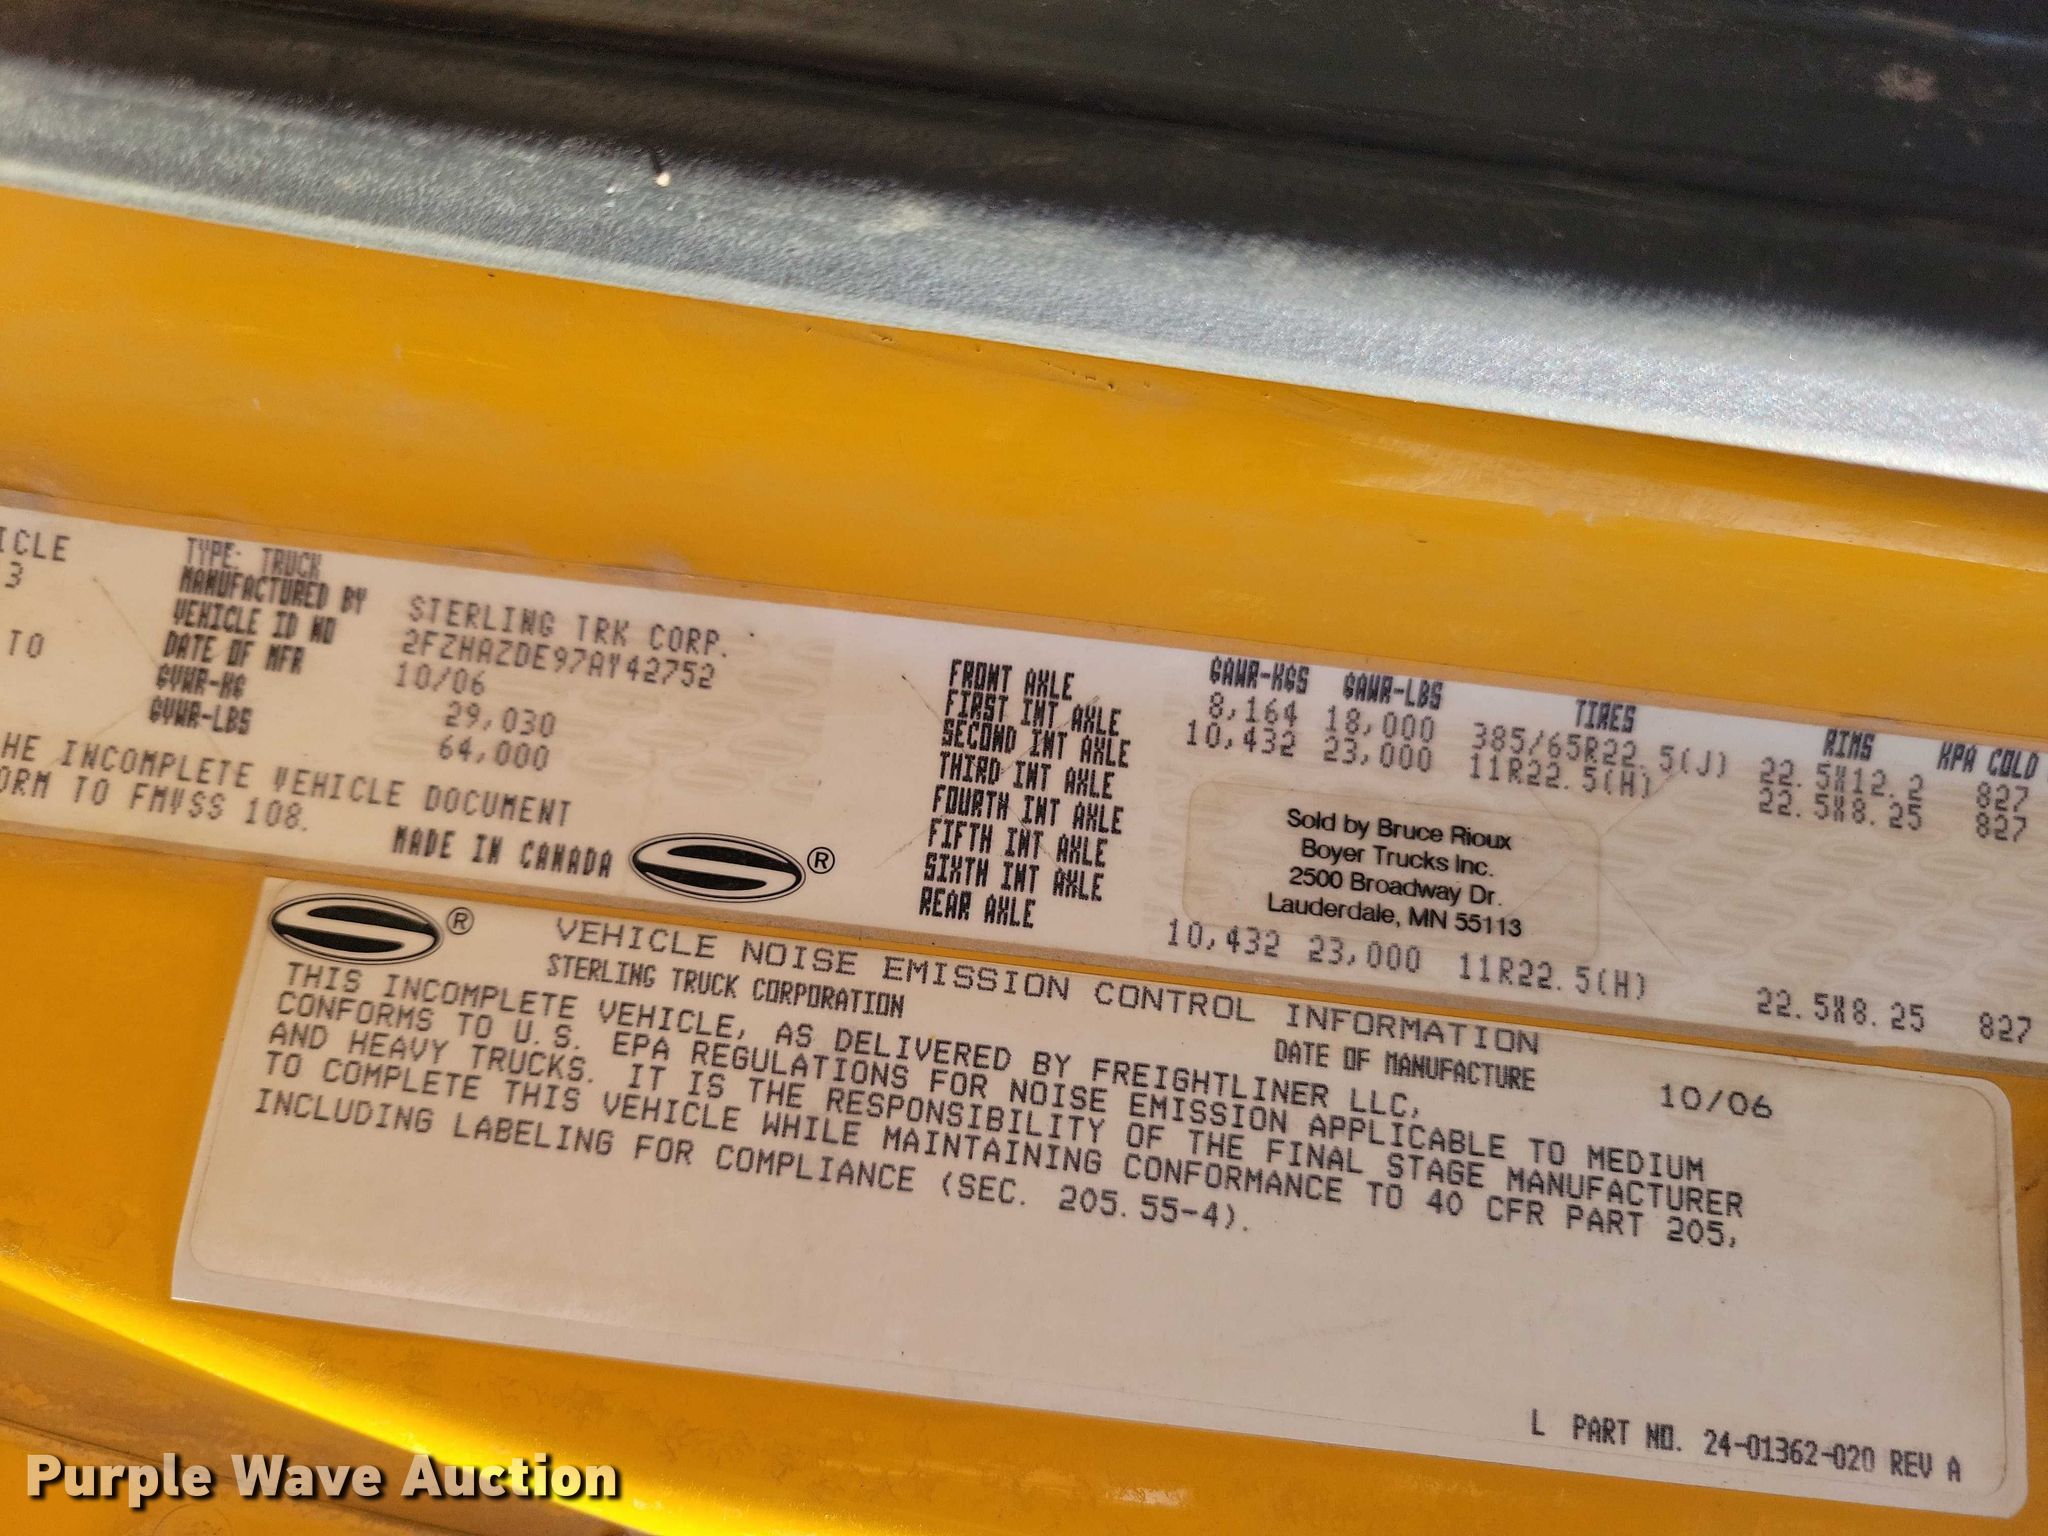 ICLE
3
TO
HE INCOMPLETE VEHICLE DOCUMENT
ORM TO FMVSS 108.
TYPE: TRUCK
MANUFACTURED BY STERLING TRK CORP.
VEHICLE ID NO 2FZHAZDE97AY42752
DATE OF MFR 10/06
GVWR-KG 29,030
GVWR-LBS 64,000
MADE IN CANADA
®
GAWR-KGS GAWR-LBS TIRES RIMS KPA COLD
FRONT AXLE 8,164 18,000 385/65R22.5(J) 22.5X12.2 827
FIRST INT AXLE 10,432 23,000 11R22.5(H) 22.5X8.25 827
SECOND INT AXLE
THIRD INT AXLE
FOURTH INT AXLE
FIFTH INT AXLE
SIXTH INT AXLE
REAR AXLE 10,432 23,000 11R22.5(H) 22.5X8.25 827
Sold by Bruce Rioux
Boyer Trucks Inc.
2500 Broadway Dr.
Lauderdale, MN 55113
®
VEHICLE NOISE EMISSION CONTROL INFORMATION
STERLING TRUCK CORPORATION DATE OF MANUFACTURE 10/06
THIS INCOMPLETE VEHICLE, AS DELIVERED BY FREIGHTLINER LLC,
CONFORMS TO U.S. EPA REGULATIONS FOR NOISE EMISSION APPLICABLE TO MEDIUM
AND HEAVY TRUCKS. IT IS THE RESPONSIBILITY OF THE FINAL STAGE MANUFACTURER
TO COMPLETE THIS VEHICLE WHILE MAINTAINING CONFORMANCE TO 40 CFR PART 205,
INCLUDING LABELING FOR COMPLIANCE (SEC. 205.55-4).
L PART NO. 24-01362-020 REV A
Purple Wave Auction